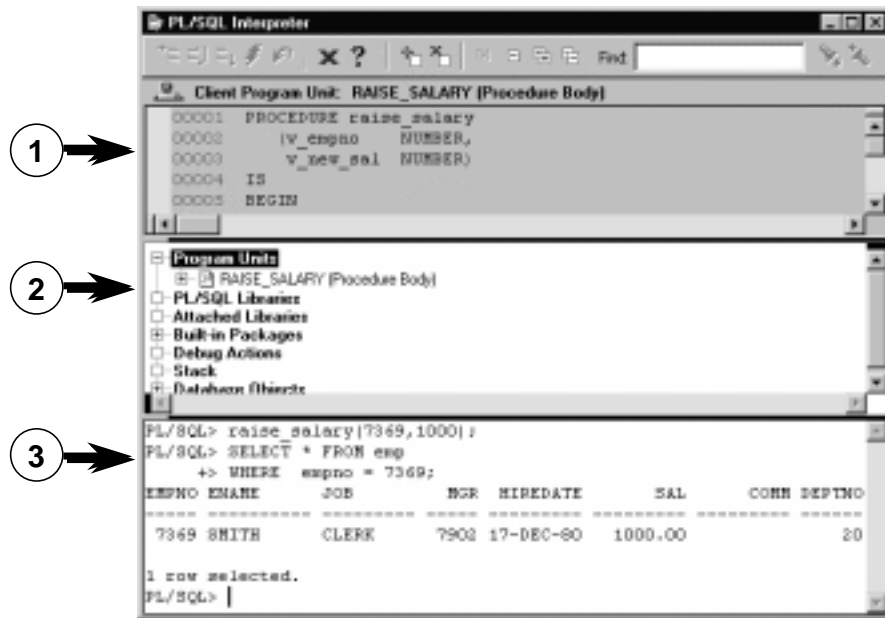 PL/SQL Interpreter
Find:
Client Program Unit: RAISE_SALARY (Procedure Body)
1
00001 PROCEDURE raise_salary
00002 (v_empno NUMBER,
00003 v_new_sal NUMBER)
00004 IS
00005 BEGIN
2
Program Units
RAISE_SALARY (Procedure Body)
PL/SQL Libraries
Attached Libraries
Built-in Packages
Debug Actions
Stack
Database Objects
3
PL/SQL> raise_salary(7369,1000);
PL/SQL> SELECT * FROM emp
+> WHERE empno = 7369;
EMPNO ENAME JOB MGR HIREDATE SAL COMM DEPTNO
----- ---------- --------- ----- --------- --------- --------- ------
7369 SMITH CLERK 7902 17-DEC-80 1000.00 20
1 row selected.
PL/SQL>